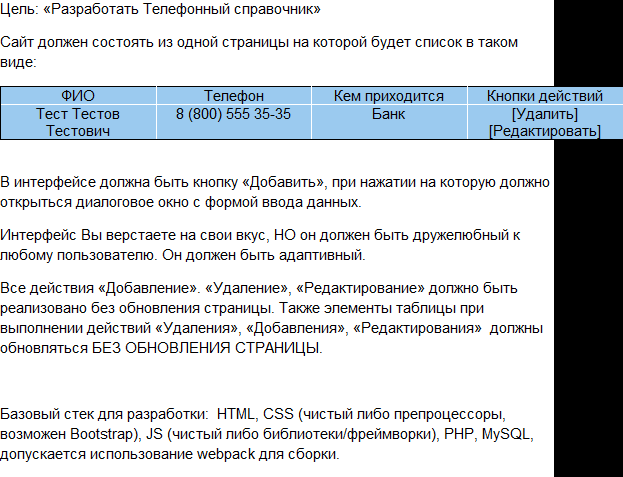 Цель: «Разработать Телефонный справочник»
Сайт должен состоять из одной страницы на которой будет список в таком
виде:
ФИО Телефон Кем приходится Кнопки действий
Тест Тестов 8 (800) 555 35-35 Банк [Удалить]
Тестович [Редактировать]
В интерфейсе должна быть кнопку «Добавить», при нажатии на которую должно
открыться диалоговое окно с формой ввода данных.
Интерфейс Вы верстаете на свои вкус, НО он должен быть дружелюбный к
любому пользователю. Он должен быть адаптивный.
Все действия «Добавление». «Удаление», «Редактирование» должно быть
реализовано без обновления страницы. Также элементы таблицы при
выполнении действий «Удаления», «Добавления», «Редактирования» должны
обновляться БЕЗ ОБНОВЛЕНИЯ СТРАНИЦЫ.
Базовый стек для разработки: HTML, CSS (чистый либо препроцессоры,
возможен Bootstrap), JS (чистый либо библиотеки/фреймворки), PHP, MySQL,
допускается использование webpack для сборки.